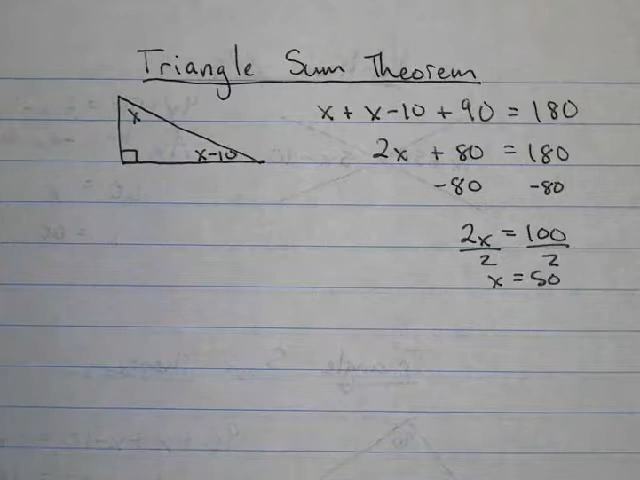 Triangle Sum Theorem
x
x-10
x + x-10 + 90 = 180
2x + 80 = 180
-80 -80
2x = 100
2 2
x = 50